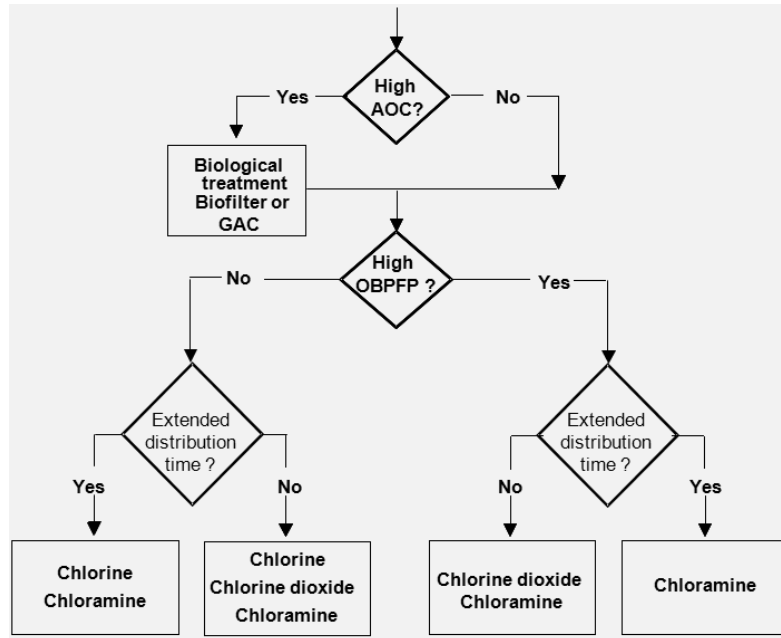 High
AOC?
Yes
No
Biological
treatment
Biofilter or
GAC
High
OBPFP ?
No
Yes
Extended
distribution
time ?
Extended
distribution
time ?
Yes
No
No
Yes
Chlorine
Chloramine
Chlorine
Chlorine dioxide
Chloramine
Chlorine dioxide
Chloramine
Chloramine